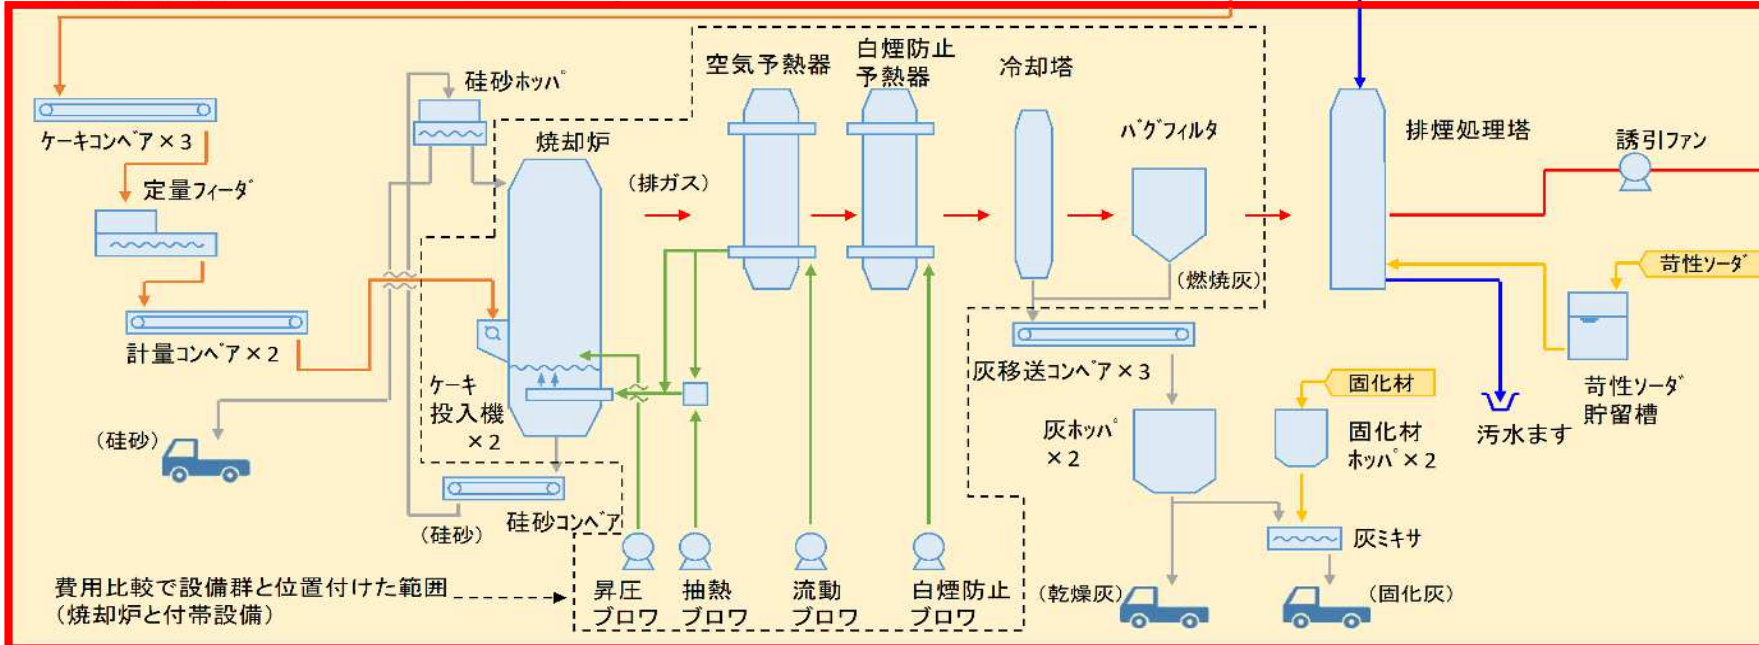 ケーキコンベア×3
定量フィーダ
計量コンベア×2
硅砂ホッパ
焼却炉
(排ガス)
空気予熱器
白煙防止
予熱器
冷却塔
バグフィルタ
排煙処理塔
誘引ファン
(燃焼灰)
苛性ソーダ
苛性ソーダ
貯留槽
汚水ます
ケーキ
投入機
×2
灰移送コンベア×3
灰ホッパ
×2
固化材
固化材
ホッパ×2
灰ミキサ
(硅砂)
(硅砂)
硅砂コンベア
費用比較で設備群と位置付けた範囲
(焼却炉と付帯設備)
昇圧
ブロワ
抽熱
ブロワ
流動
ブロワ
白煙防止
ブロワ
(乾燥灰)
(固化灰)